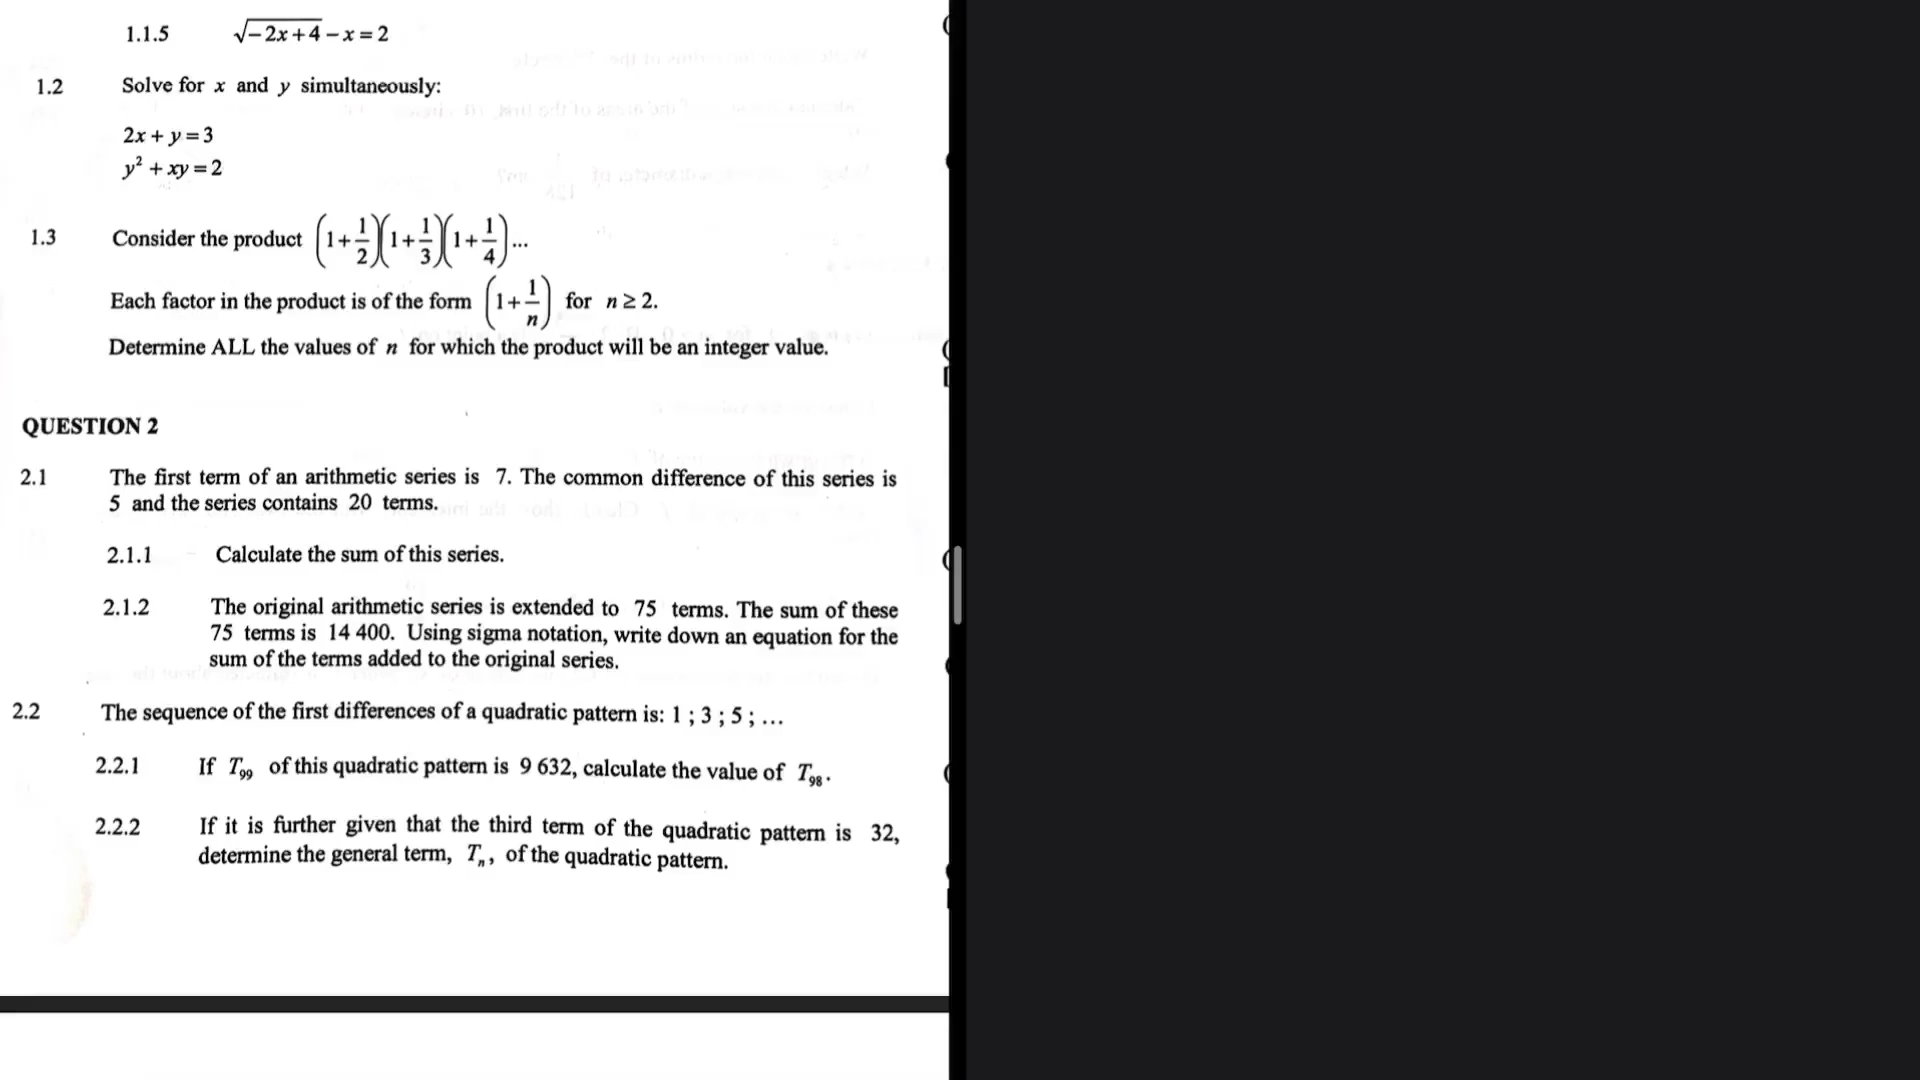 1.1.5 √(-2x+4) - x = 2
1.2 Solve for x and y simultaneously:
2x + y = 3
y² + xy = 2
1.3 Consider the product (1+1/2)(1+1/3)(1+1/4)...
Each factor in the product is of the form (1+1/n) for n ≥ 2.
Determine ALL the values of n for which the product will be an integer value.
QUESTION 2
2.1 The first term of an arithmetic series is 7. The common difference of this series is
5 and the series contains 20 terms.
2.1.1 Calculate the sum of this series.
2.1.2 The original arithmetic series is extended to 75 terms. The sum of these
75 terms is 14 400. Using sigma notation, write down an equation for the
sum of the terms added to the original series.
2.2 The sequence of the first differences of a quadratic pattern is: 1 ; 3 ; 5 ; ...
2.2.1 If T₉₉ of this quadratic pattern is 9 632, calculate the value of T₉₈.
2.2.2 If it is further given that the third term of the quadratic pattern is 32,
determine the general term, Tₙ, of the quadratic pattern.